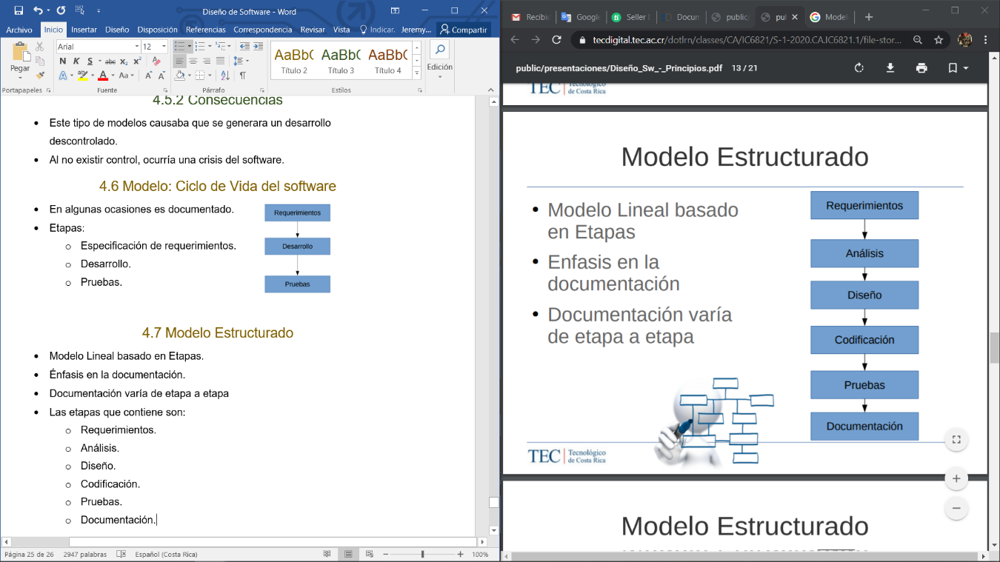 Diseño de Software - Word
Archivo Inicio Insertar Diseño Disposición Referencias Correspondencia Revisar Vista Indicar. Jeremy... Compartir
Pegar
Arial 12
N K S abc x₂ x²
A ab A Aa A A
AaBbC AaBbC AaBbC
Título 2 Título 3 Título 4
Edición
Portapapeles Fuente Párrafo Estilos
4.5.2 Consecuencias
• Este tipo de modelos causaba que se generara un desarrollo
descontrolado.
• Al no existir control, ocurría una crisis del software.
4.6 Modelo: Ciclo de Vida del software
• En algunas ocasiones es documentado.
• Etapas:
o Especificación de requerimientos.
o Desarrollo.
o Pruebas.
Requerimientos
Desarrollo
Pruebas
4.7 Modelo Estructurado
• Modelo Lineal basado en Etapas.
• Énfasis en la documentación.
• Documentación varía de etapa a etapa
• Las etapas que contiene son:
o Requerimientos.
o Análisis.
o Diseño.
o Codificación.
o Pruebas.
o Documentación.
Página 25 de 26 2947 palabras Español (Costa Rica) 100%
Recibic Google Seller Docum public/ pul Model
tecdigital.tec.ac.cr/dotlrn/classes/CA/IC6821/S-1-2020.CA.IC6821.1/file-stor...
public/presentaciones/Diseño_Sw_-_Principios.pdf 13 / 21
TEC Tecnológico
de Costa Rica
Modelo Estructurado
• Modelo Lineal basado
en Etapas
• Enfasis en la
documentación
• Documentación varía
de etapa a etapa
Requerimientos
Análisis
Diseño
Codificación
Pruebas
Documentación
TEC Tecnológico
de Costa Rica
Modelo Estructurado